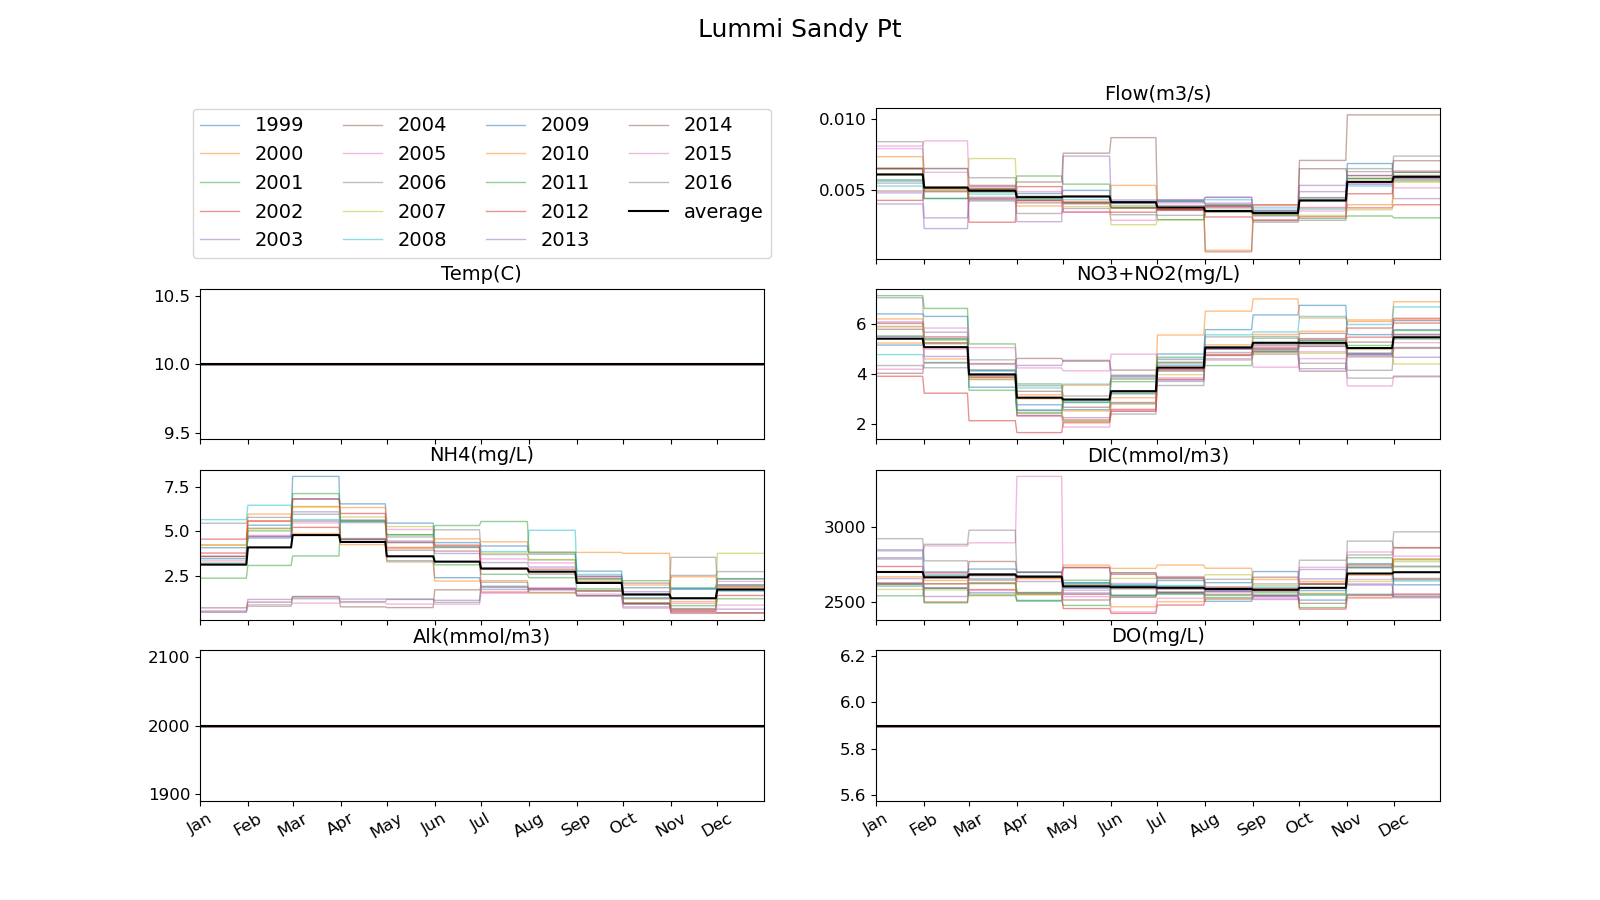 Lummi Sandy Pt
1999 2004 2009 2014
2000 2005 2010 2015
2001 2006 2011 2016
2002 2007 2012 average
2003 2008 2013
Flow(m3/s)
0.010
0.005
Temp(C)
10.5
10.0
9.5
NO3+NO2(mg/L)
6
4
2
NH4(mg/L)
7.5
5.0
2.5
DIC(mmol/m3)
3000
2500
Alk(mmol/m3)
2100
2000
1900
Jan Feb Mar Apr May Jun Jul Aug Sep Oct Nov Dec
DO(mg/L)
6.2
6.0
5.8
5.6
Jan Feb Mar Apr May Jun Jul Aug Sep Oct Nov Dec